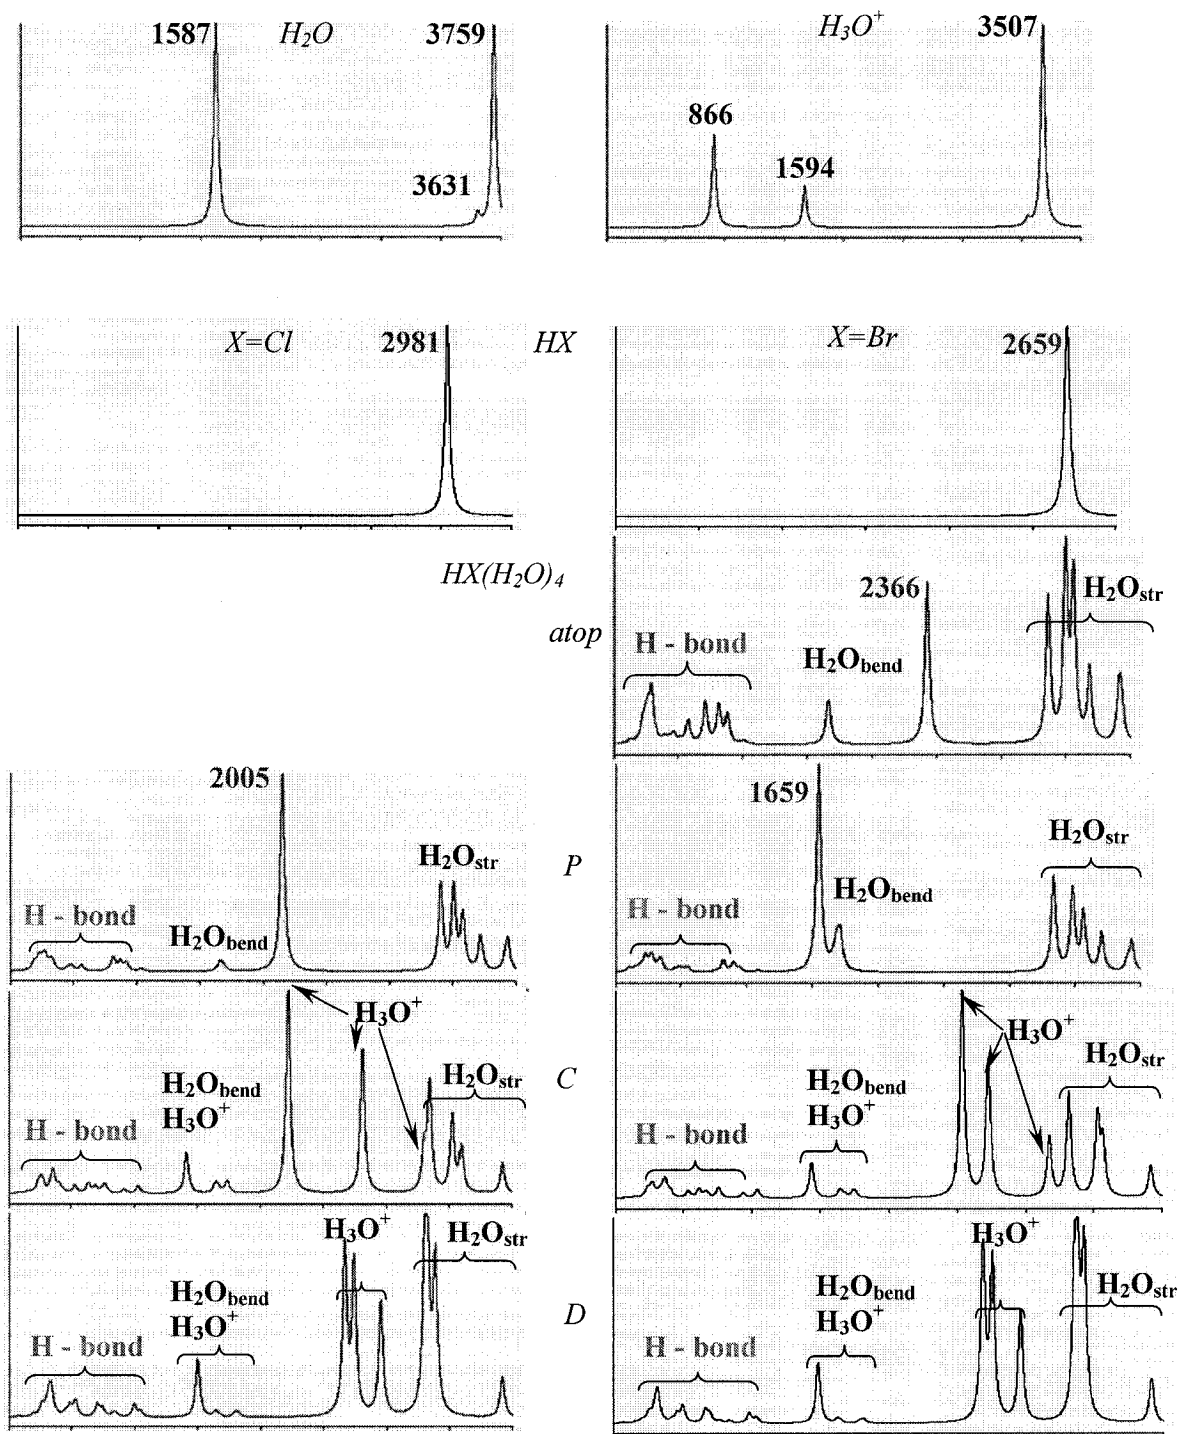 1587 H₂O 3759
3631
H₃O⁺ 3507
866
1594
X=Cl 2981 HX X=Br 2659
HX(H₂O)₄
atop
2366 H₂Ostr
H - bond H₂Obend
2005
H₂Ostr
H - bond H₂Obend
P
1659
H₂Ostr
H₂Obend
H - bond
H₃O⁺
H₂Obend H₂Ostr
H₃O⁺
H - bond
C
H₃O⁺
H₂Obend H₂Ostr
H₃O⁺
H - bond
H₃O⁺ H₂Ostr
H₂Obend
H₃O⁺
H - bond
D
H₃O⁺
H₂Obend H₂Ostr
H₃O⁺
H - bond